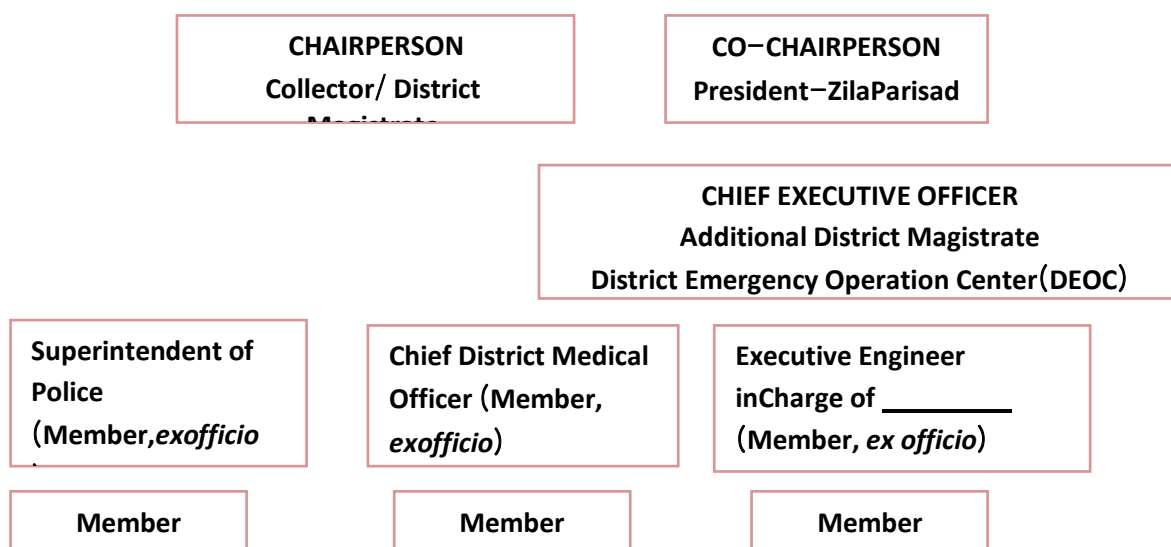 CHAIRPERSON
Collector/ District
Magistrate
CO-CHAIRPERSON
President-ZilaParisad
CHIEF EXECUTIVE OFFICER
Additional District Magistrate
District Emergency Operation Center(DEOC)
Superintendent of
Police
(Member,exofficio
)
Chief District Medical
Officer (Member,
exofficio)
Executive Engineer
inCharge of _________
(Member, ex officio)
Member
Member
Member